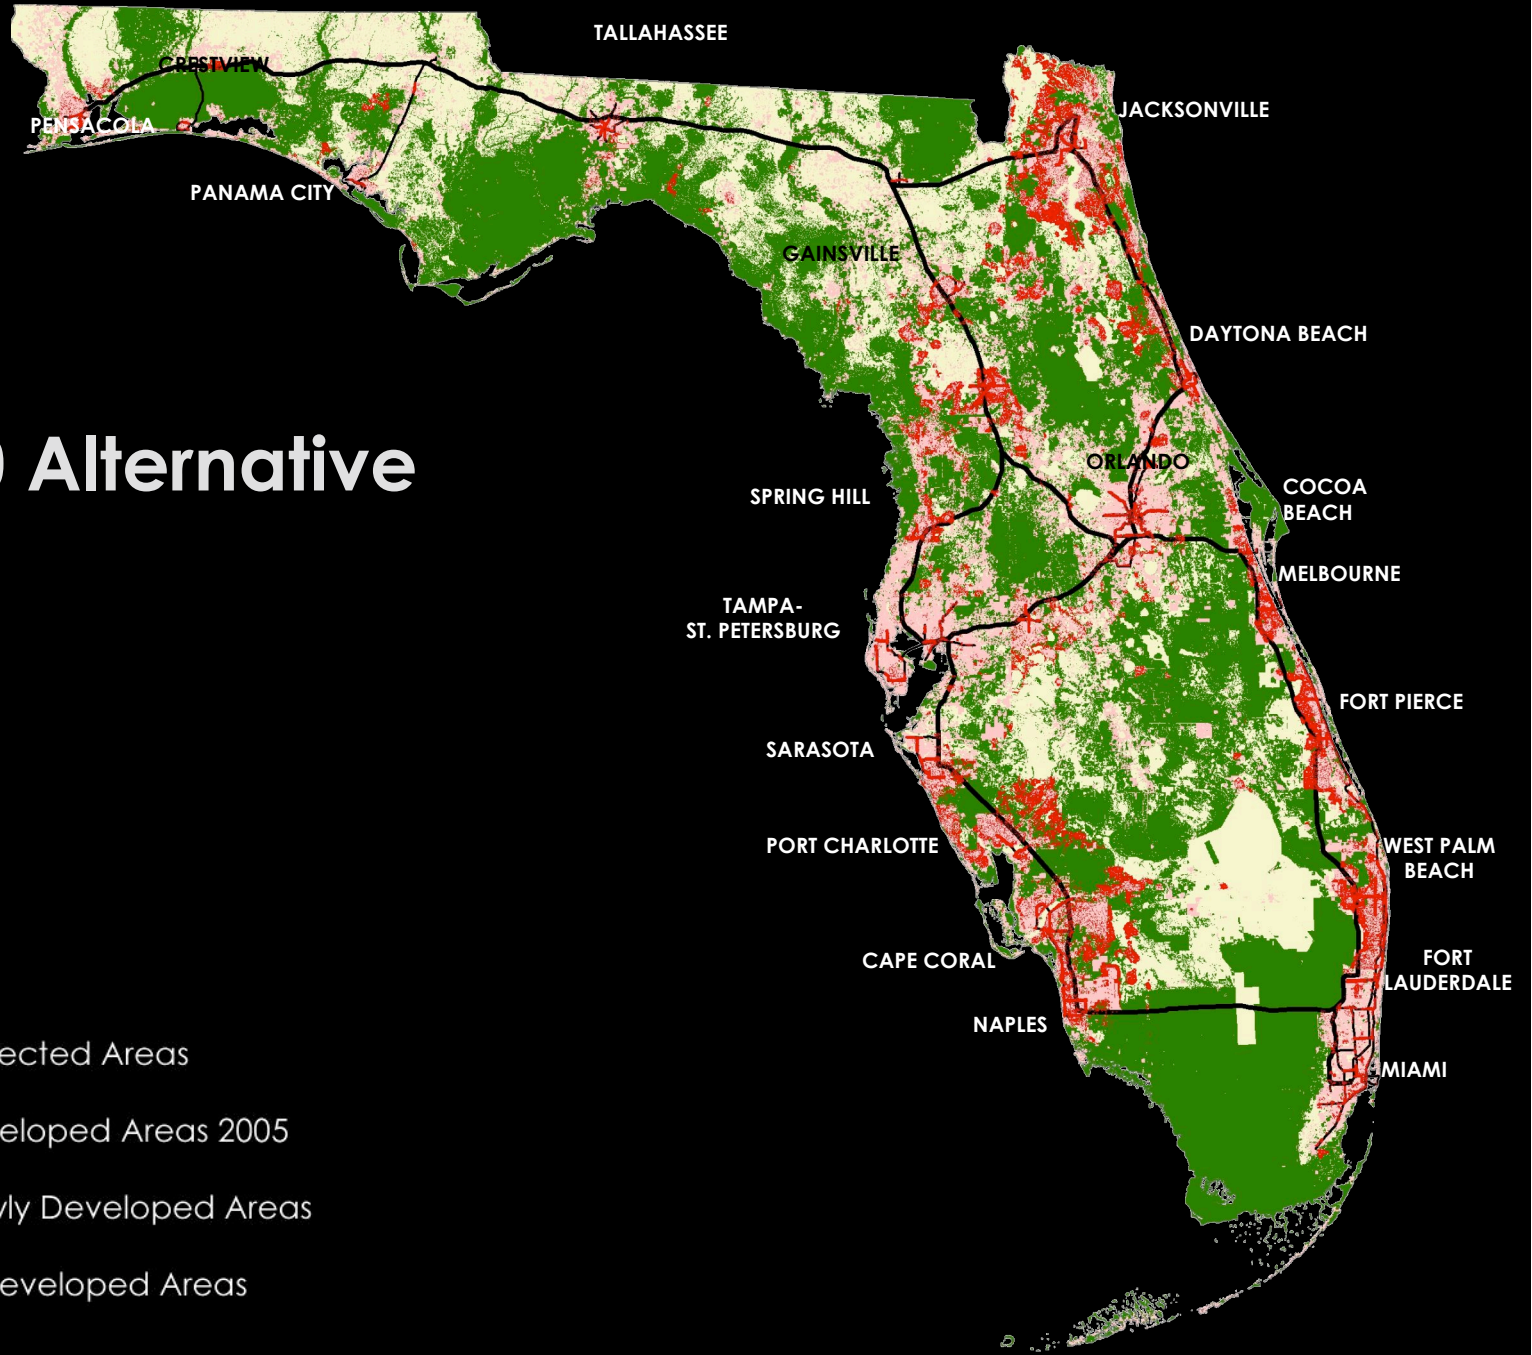 TALLAHASSEE
CRESTVIEW
JACKSONVILLE
PENSACOLA
PANAMA CITY
GAINSVILLE
DAYTONA BEACH
Alternative
ORLANDO
SPRING HILL
COCOA
BEACH
MELBOURNE
TAMPA-
ST. PETERSBURG
FORT PIERCE
SARASOTA
PORT CHARLOTTE
WEST PALM
BEACH
CAPE CORAL
FORT
LAUDERDALE
NAPLES
ected Areas
MIAMI
eloped Areas 2005
ly Developed Areas
eveloped Areas